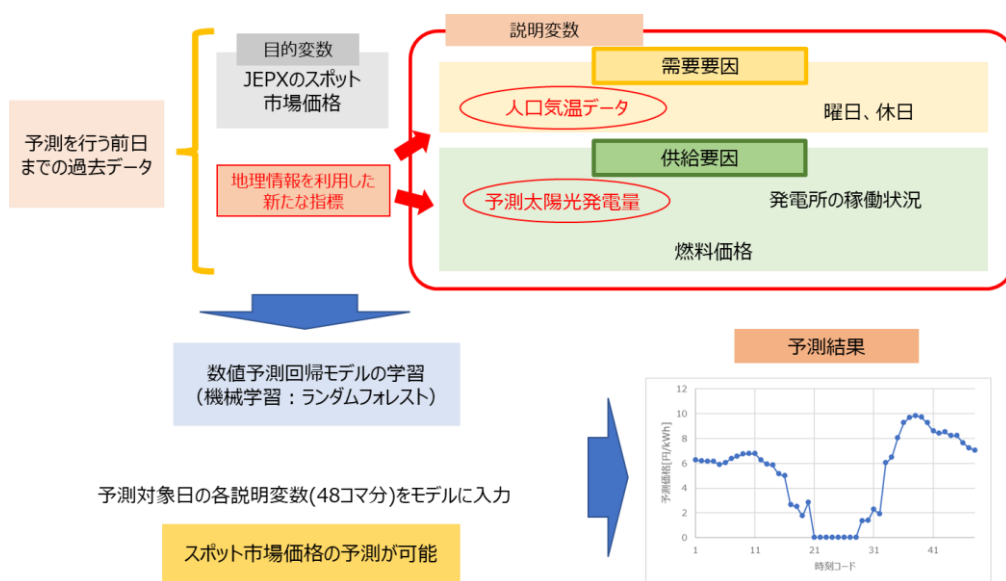 目的変数
JEPXのスポット
市場価格
説明変数
需要要因
人口気温データ
曜日、休日
予測を行う前日
までの過去データ
地理情報を利用した
新たな指標
供給要因
予測太陽光発電量
発電所の稼働状況
燃料価格
数値予測回帰モデルの学習
(機械学習：ランダムフォレスト)
予測対象日の各説明変数(48コマ分)をモデルに入力
スポット市場価格の予測が可能
予測結果
予測価格[円/kWh]
12
10
8
6
4
2
0
1
11
21
31
41
時刻コード